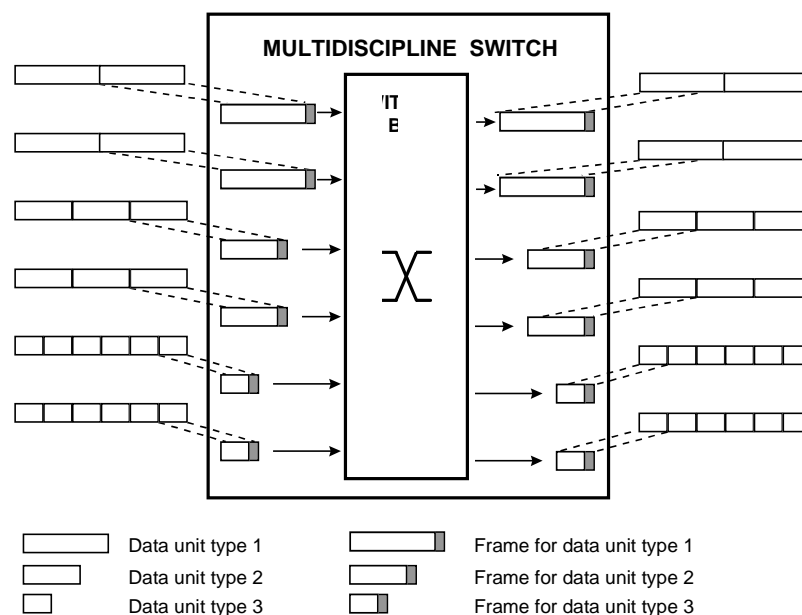 MULTIDISCIPLINE SWITCH
IT
B
Data unit type 1
Frame for data unit type 1
Data unit type 2
Frame for data unit type 2
Data unit type 3
Frame for data unit type 3